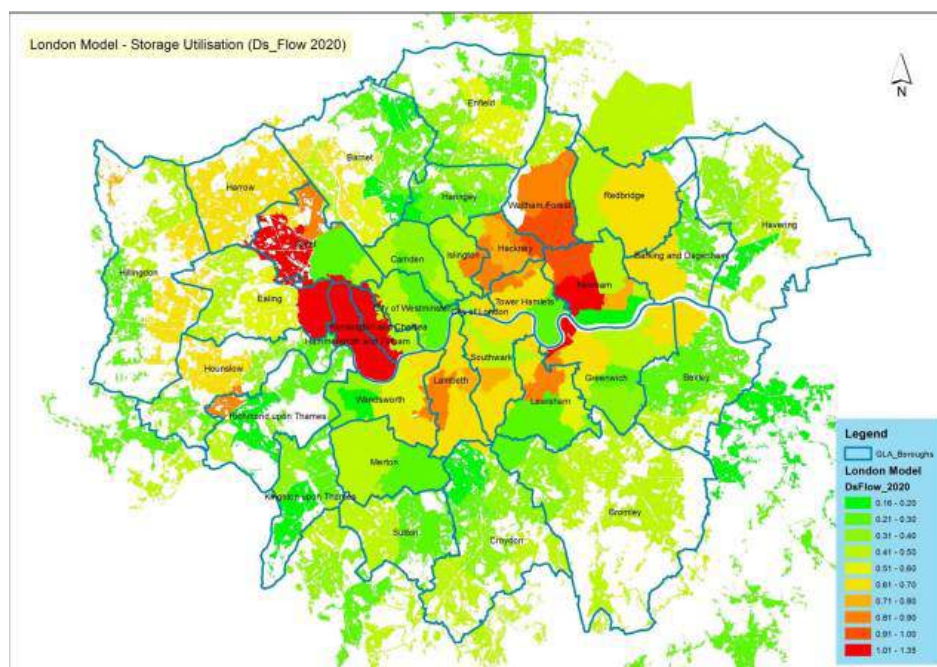 London Model - Storage Utilisation (Ds_Flow 2020)
N
Enfield
Barnet
Harrow
Haringey
Waltham Forest
Redbridge
Havering
Hillingdon
Camden
Islington
Hackney
Barking and Dagenham
Newham
Ealing
City of Westminster
City of London
Tower Hamlets
Kensington and Chelsea
Hounslow
Southwark
Lambeth
Greenwich
Bexley
Wandsworth
Lewisham
Richmond upon Thames
Merton
Kingston upon Thames
Sutton
Croydon
Bromley
Legend
GLA_Boroughs
London Model
DsFlow_2020
0.16 - 0.20
0.21 - 0.30
0.31 - 0.40
0.41 - 0.50
0.51 - 0.60
0.61 - 0.70
0.71 - 0.80
0.81 - 0.90
0.91 - 1.00
1.01 - 1.35